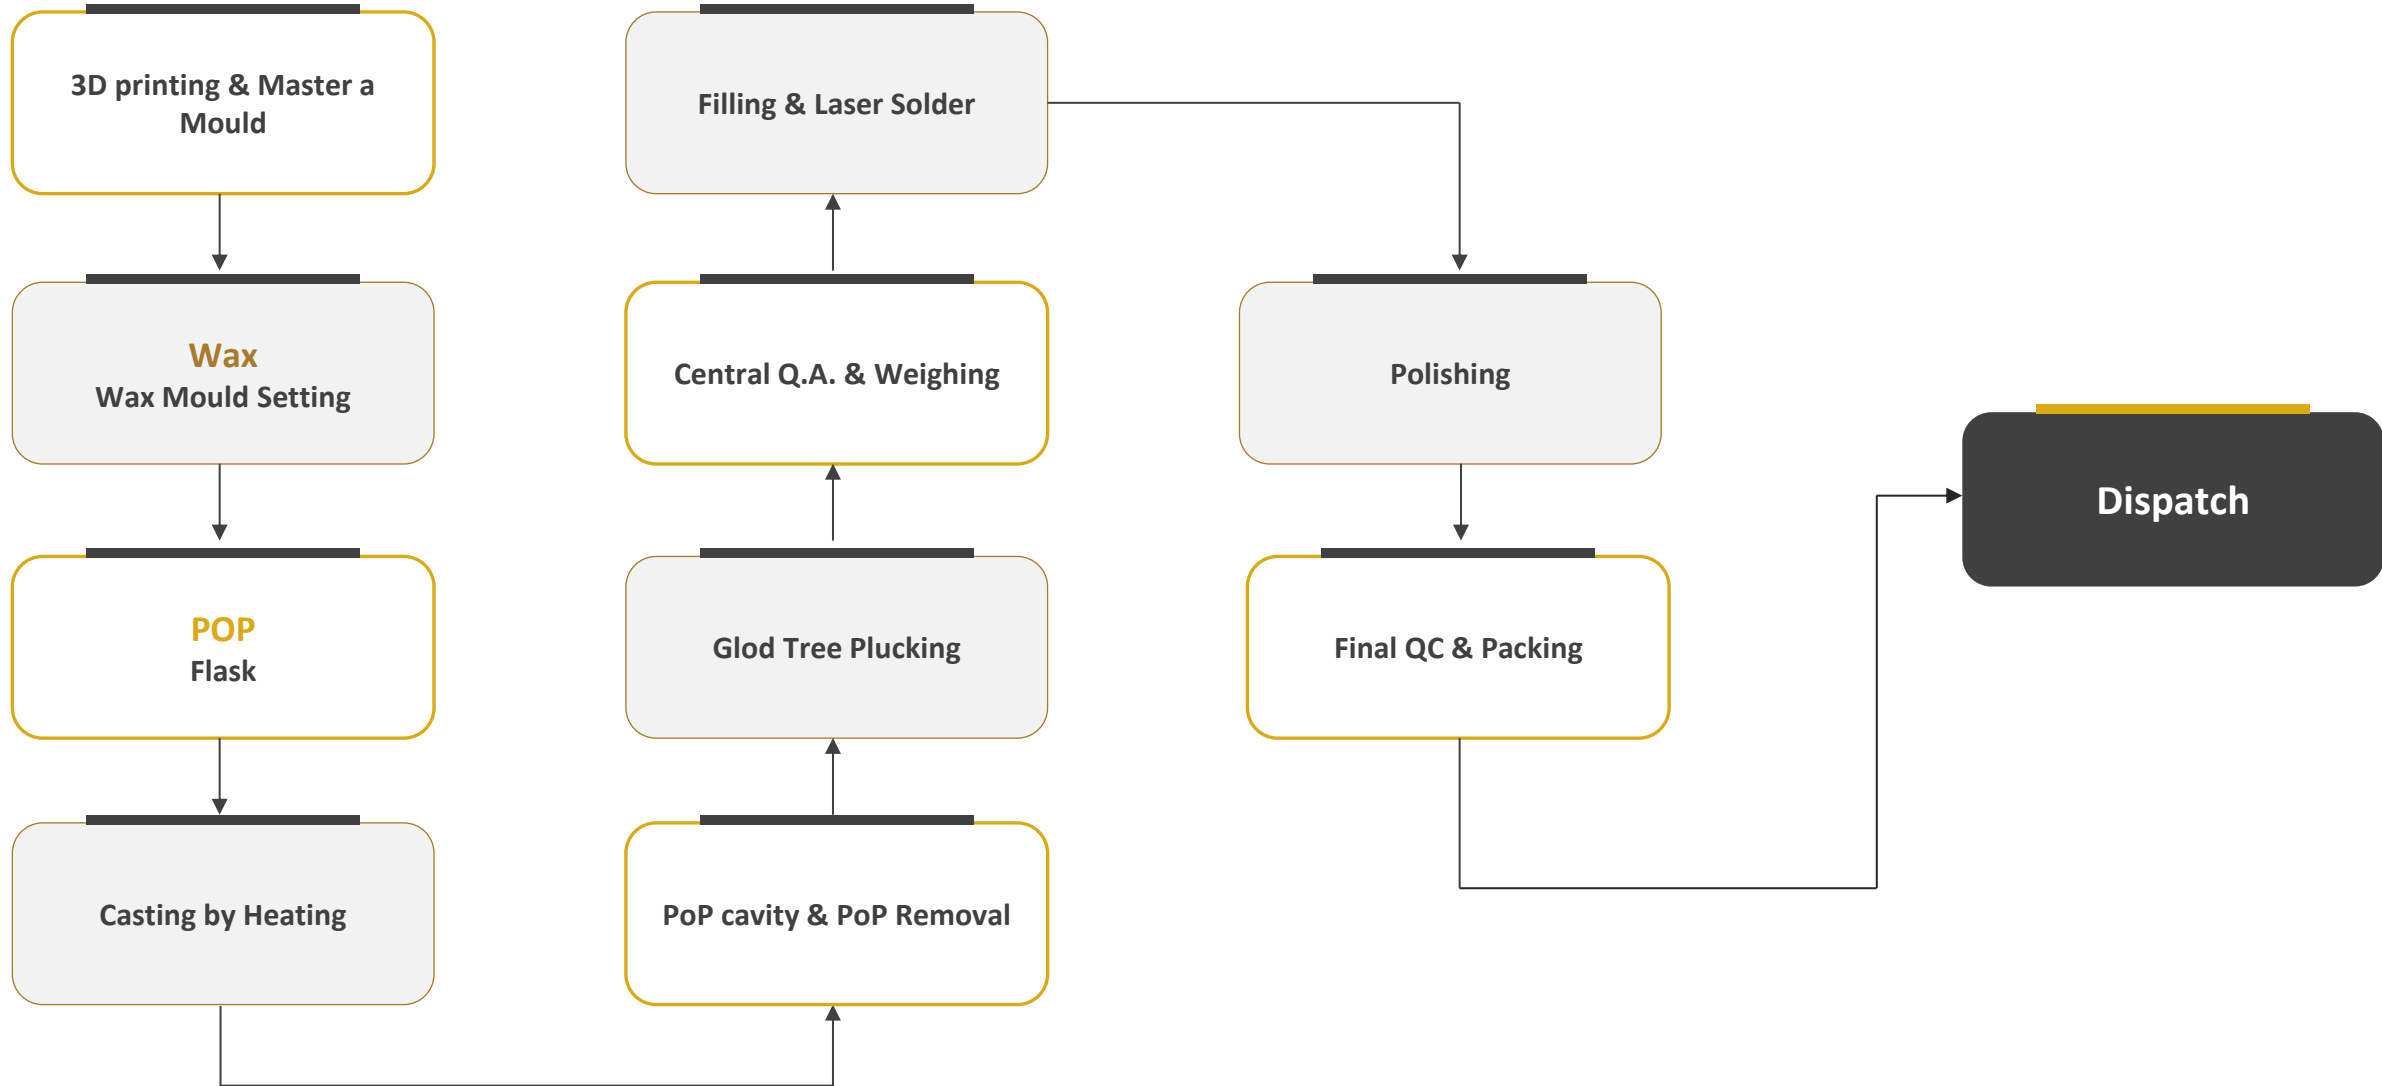 3D printing & Master a
Mould
Wax
Wax Mould Setting
POP
Flask
Casting by Heating
PoP cavity & PoP Removal
Glod Tree Plucking
Central Q.A. & Weighing
Filling & Laser Solder
Polishing
Final QC & Packing
Dispatch